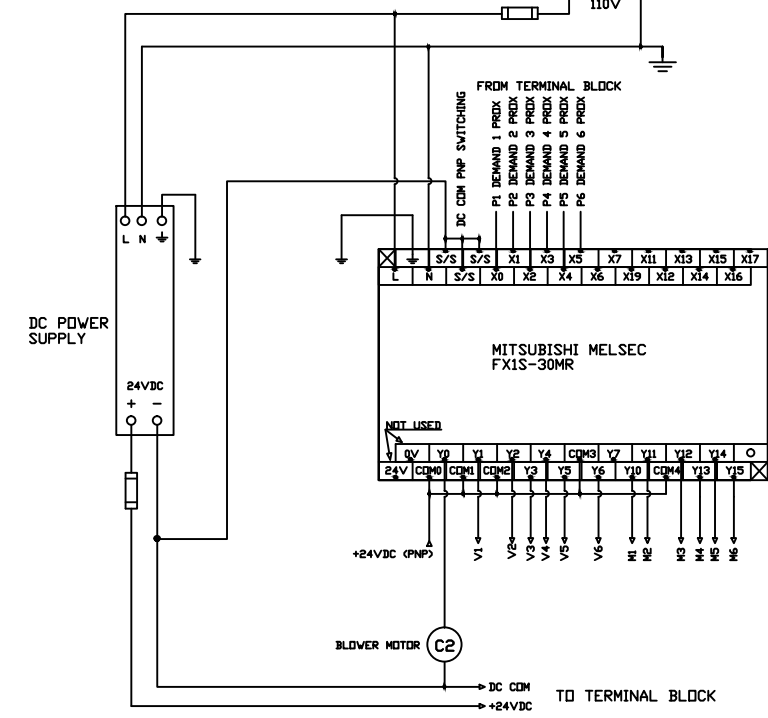 110V
FROM TERMINAL BLOCK
DC COM PNP SWITCHING
P1 DEMAND 1 PROX
P2 DEMAND 2 PROX
P3 DEMAND 3 PROX
P4 DEMAND 4 PROX
P5 DEMAND 5 PROX
P6 DEMAND 6 PROX
L N
S/S S/S X1 X3 X5 X7 X11 X13 X15 X17
L N S/S X0 X2 X4 X6 X19 X12 X14 X16
DC POWER
SUPPLY
MITSUBISHI MELSEC
FX1S-30MR
24VDC
+ −
NOT USED
0V Y0 Y1 Y2 Y4 COM3 Y7 Y11 Y12 Y14
24V COM0 COM1 COM2 Y3 Y5 Y6 Y10 COM4 Y13 Y15
+24VDC (PNP)
V1 V2 V3 V4 V5 V6 M1 M2 M3 M4 M5 M6
BLOWER MOTOR
C2
DC COM
+24VDC
TO TERMINAL BLOCK